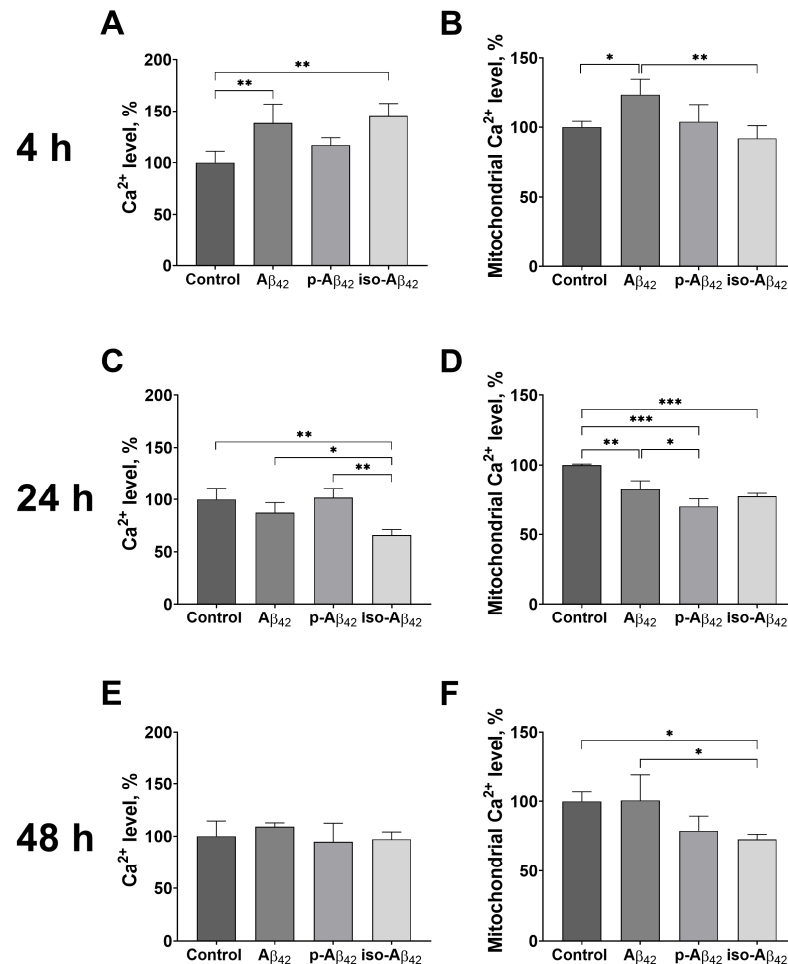 A
B
4 h
Ca²⁺ level, %
200
150
100
50
0
** 
**
Control Aβ₄₂ p-Aβ₄₂ iso-Aβ₄₂
Mitochondrial Ca²⁺ level, %
150
100
50
0
* **
Control Aβ₄₂ p-Aβ₄₂ iso-Aβ₄₂
C
D
24 h
Ca²⁺ level, %
200
150
100
50
0
**
*
**
Control Aβ₄₂ p-Aβ₄₂ iso-Aβ₄₂
Mitochondrial Ca²⁺ level, %
150
100
50
0
***
***
** *
Control Aβ₄₂ p-Aβ₄₂ iso-Aβ₄₂
E
F
48 h
Ca²⁺ level, %
200
150
100
50
0
Control Aβ₄₂ p-Aβ₄₂ iso-Aβ₄₂
Mitochondrial Ca²⁺ level, %
150
100
50
0
*
*
Control Aβ₄₂ p-Aβ₄₂ iso-Aβ₄₂